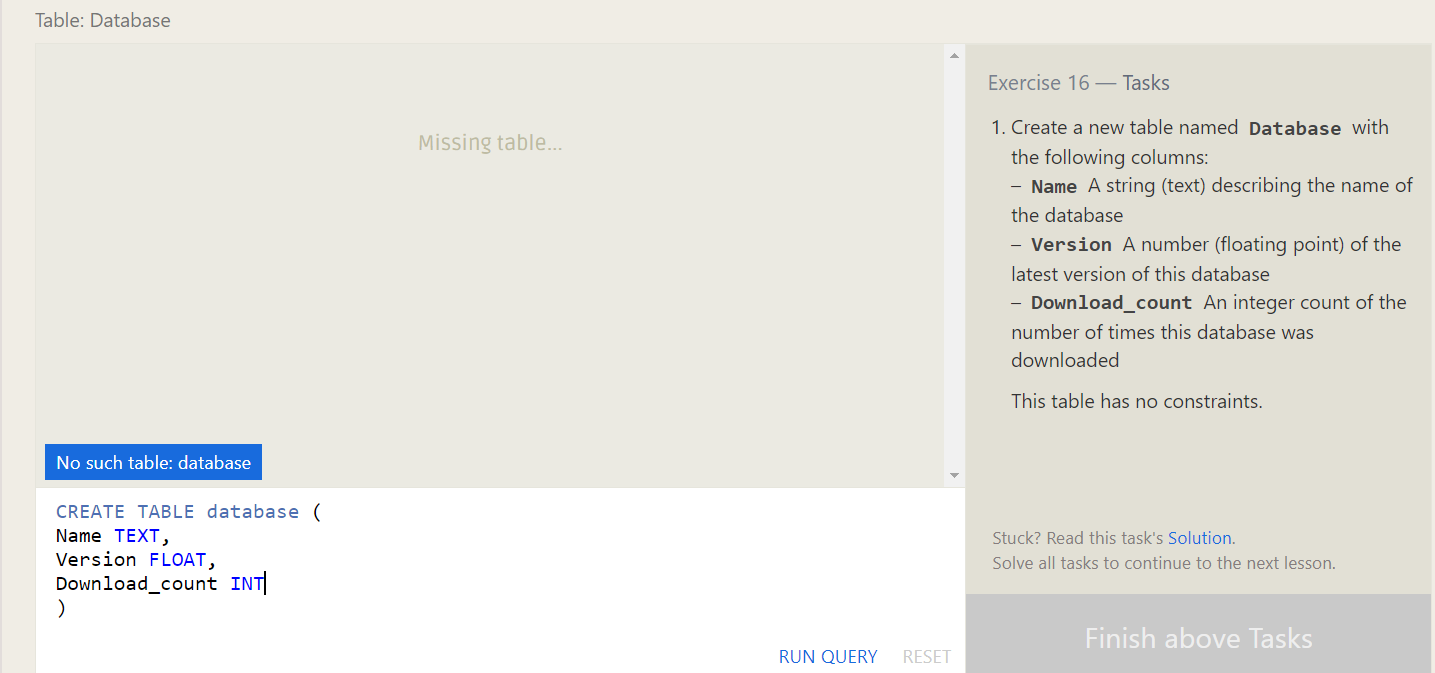 Table: Database
Missing table...
No such table: database
CREATE TABLE database (
Name TEXT,
Version FLOAT,
Download_count INT
)
RUN QUERY RESET
Exercise 16 — Tasks
1. Create a new table named Database with
the following columns:
– Name A string (text) describing the name of
the database
– Version A number (floating point) of the
latest version of this database
– Download_count An integer count of the
number of times this database was
downloaded
This table has no constraints.
Stuck? Read this task's Solution.
Solve all tasks to continue to the next lesson.
Finish above Tasks